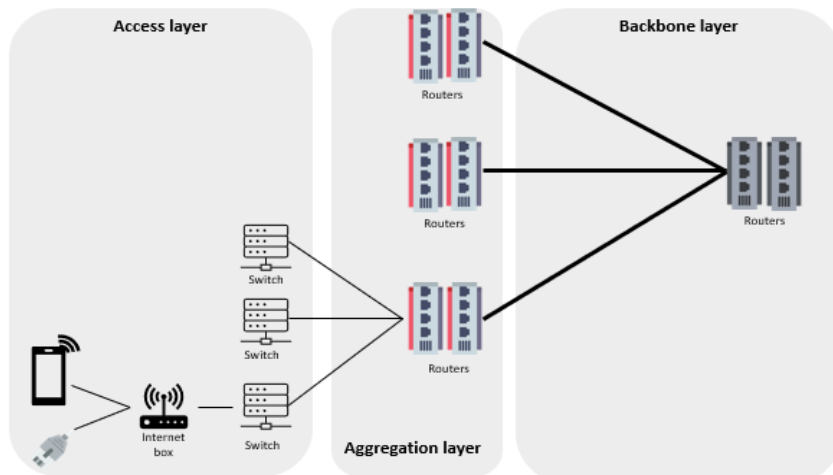 Access layer
Backbone layer
Routers
Routers
Routers
Switch
Switch
Routers
Internet
box
Switch
Aggregation layer